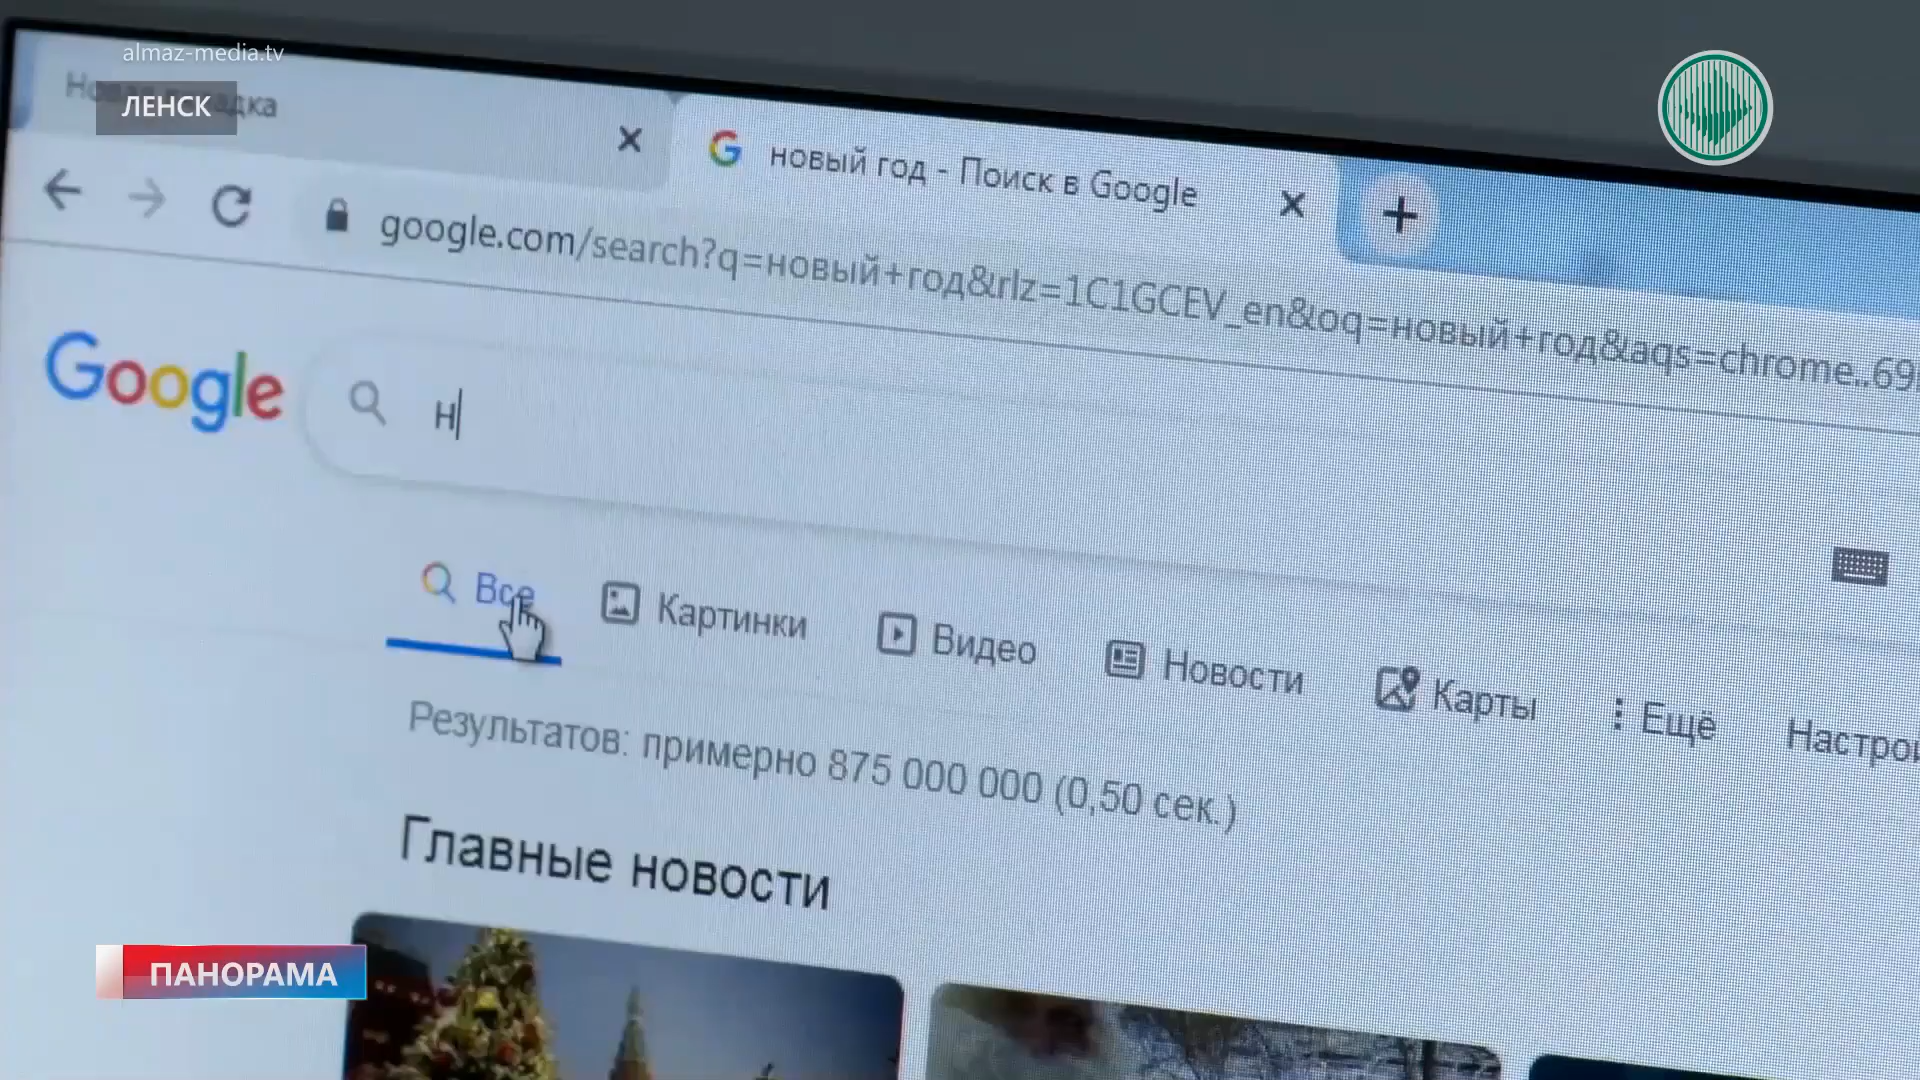 almaz-media.tv
ЛЕНСК
новый год - Поиск в Google
google.com/search?q=новый+год&rlz=1C1GCEV_en&oq=новый+год&aqs=chrome..69
Google
н
Все Картинки Видео Новости Карты Ещё
Результатов: примерно 875 000 000 (0,50 сек.)
Главные новости
ПАНОРАМА